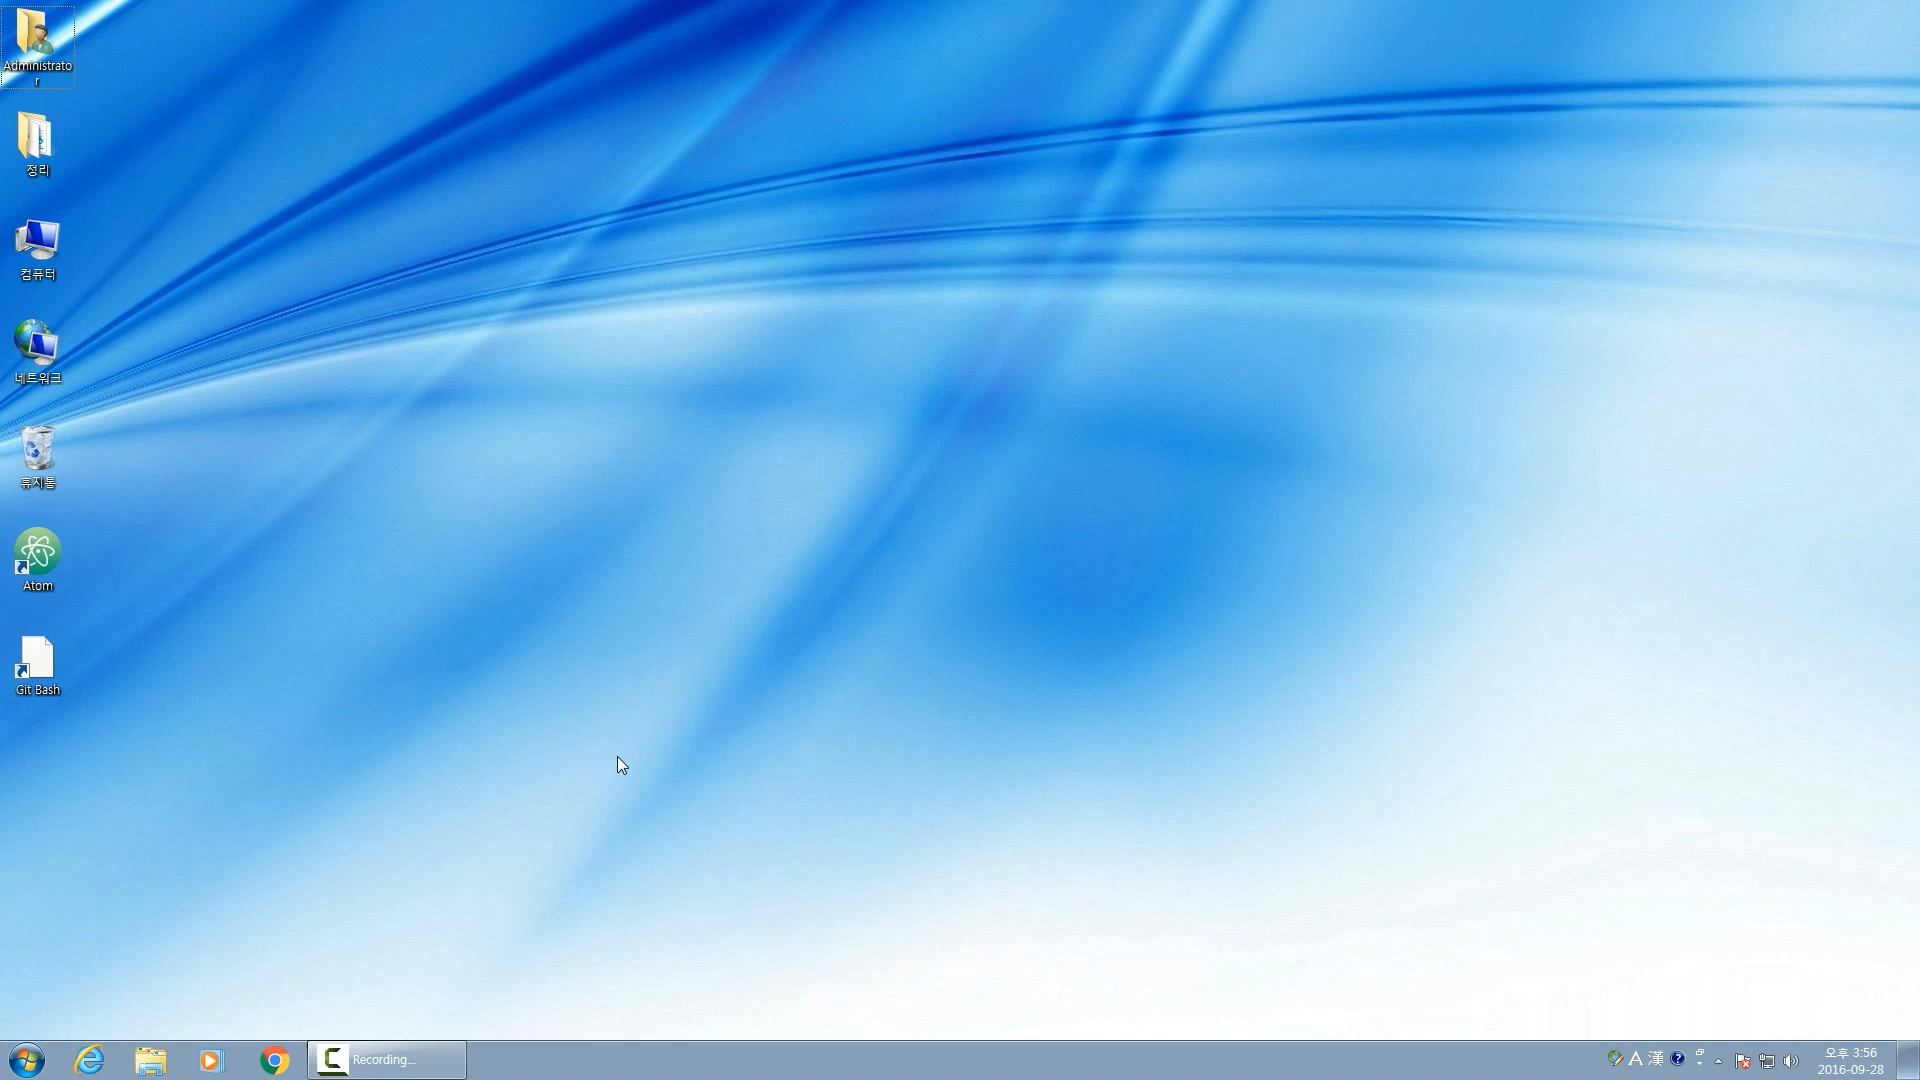 Administrato
r
정리
컴퓨터
네트워크
휴지통
Atom
Git Bash
Recording...
A 漢 ?
오후 3:56
2016-09-28